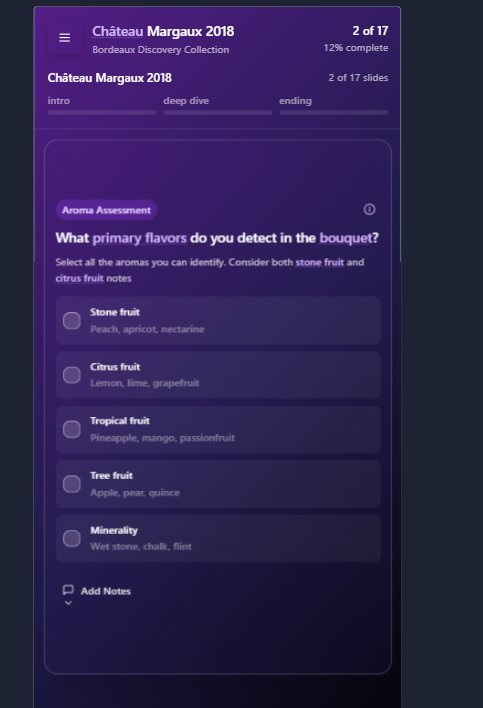 Château Margaux 2018
2 of 17
Bordeaux Discovery Collection
12% complete
Château Margaux 2018
2 of 17 slides
intro
deep dive
ending
Aroma Assessment
What primary flavors do you detect in the bouquet?
Select all the aromas you can identify. Consider both stone fruit and
citrus fruit notes
Stone fruit
Peach, apricot, nectarine
Citrus fruit
Lemon, lime, grapefruit
Tropical fruit
Pineapple, mango, passionfruit
Tree fruit
Apple, pear, quince
Minerality
Wet stone, chalk, flint
Add Notes